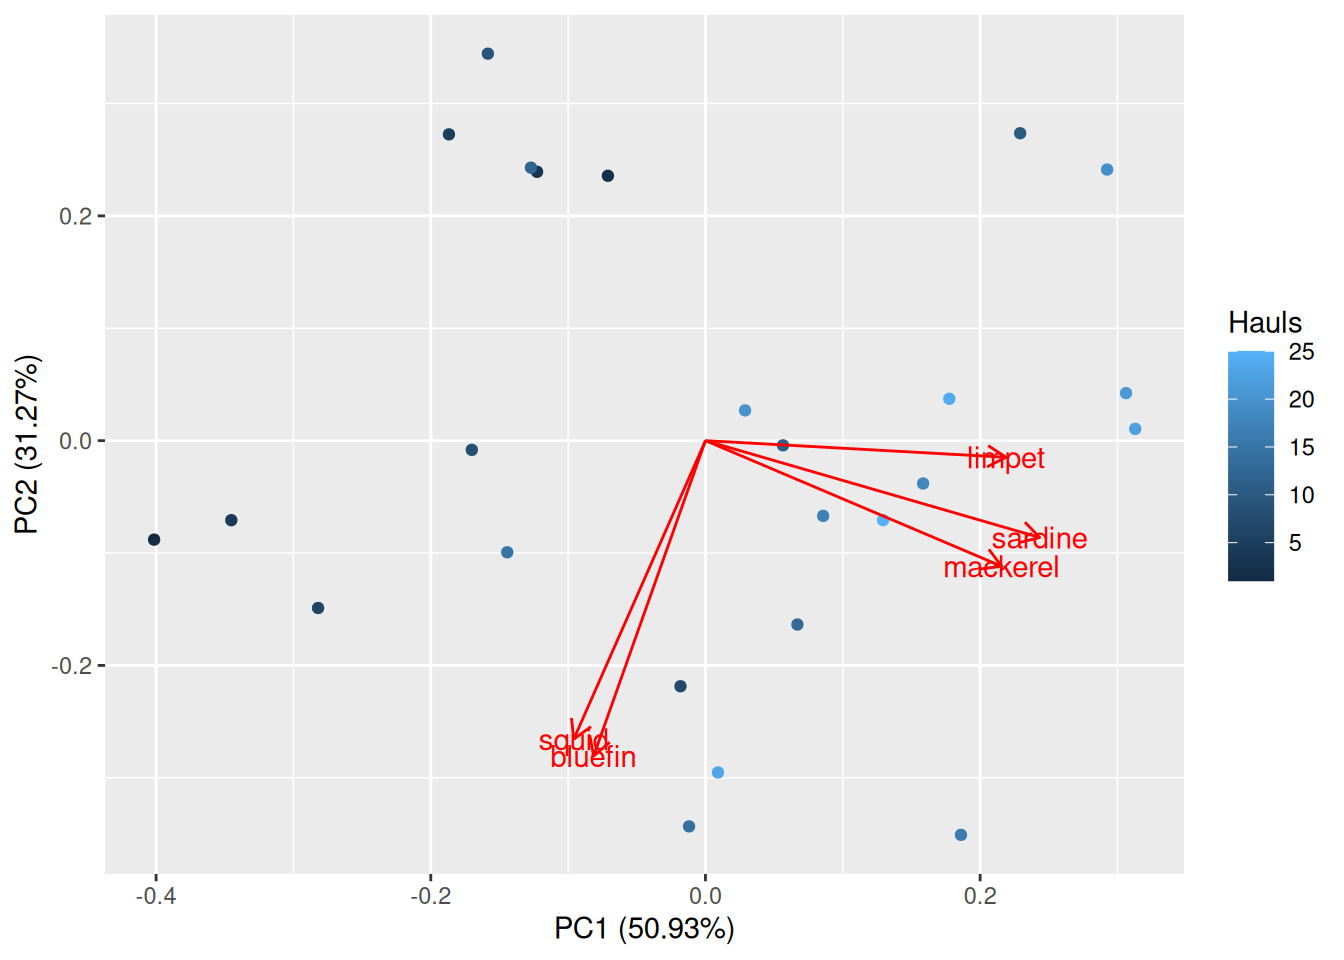 PC2 (31.27%)
0.2
0.0
-0.2
limpet
sardine
mackerel
squid
bluefin
-0.4
-0.2
0.0
0.2
PC1 (50.93%)
Hauls
25
20
15
10
5